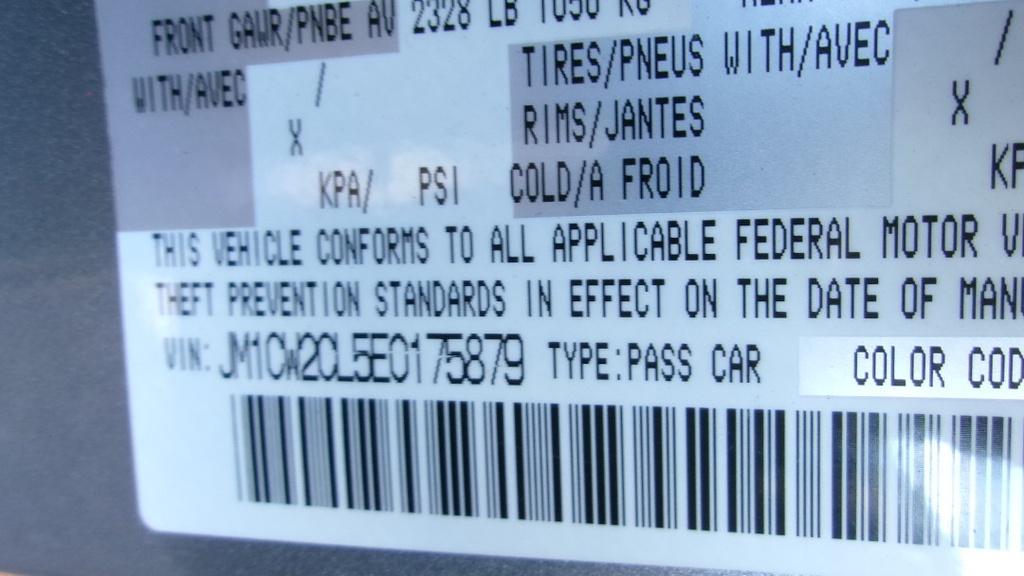 FRONT GAWR/PNBE AV 2328 LB 1056 KG
TIRES/PNEUS WITH/AVEC /
WITH/AVEC /
RIMS/JANTES X
X
COLD/A FROID
KPA/ PSI
THIS VEHICLE CONFORMS TO ALL APPLICABLE FEDERAL MOTOR
THEFT PREVENTION STANDARDS IN EFFECT ON THE DATE OF
VIN: JM1CW2CL5E0175879 TYPE:PASS CAR COLOR